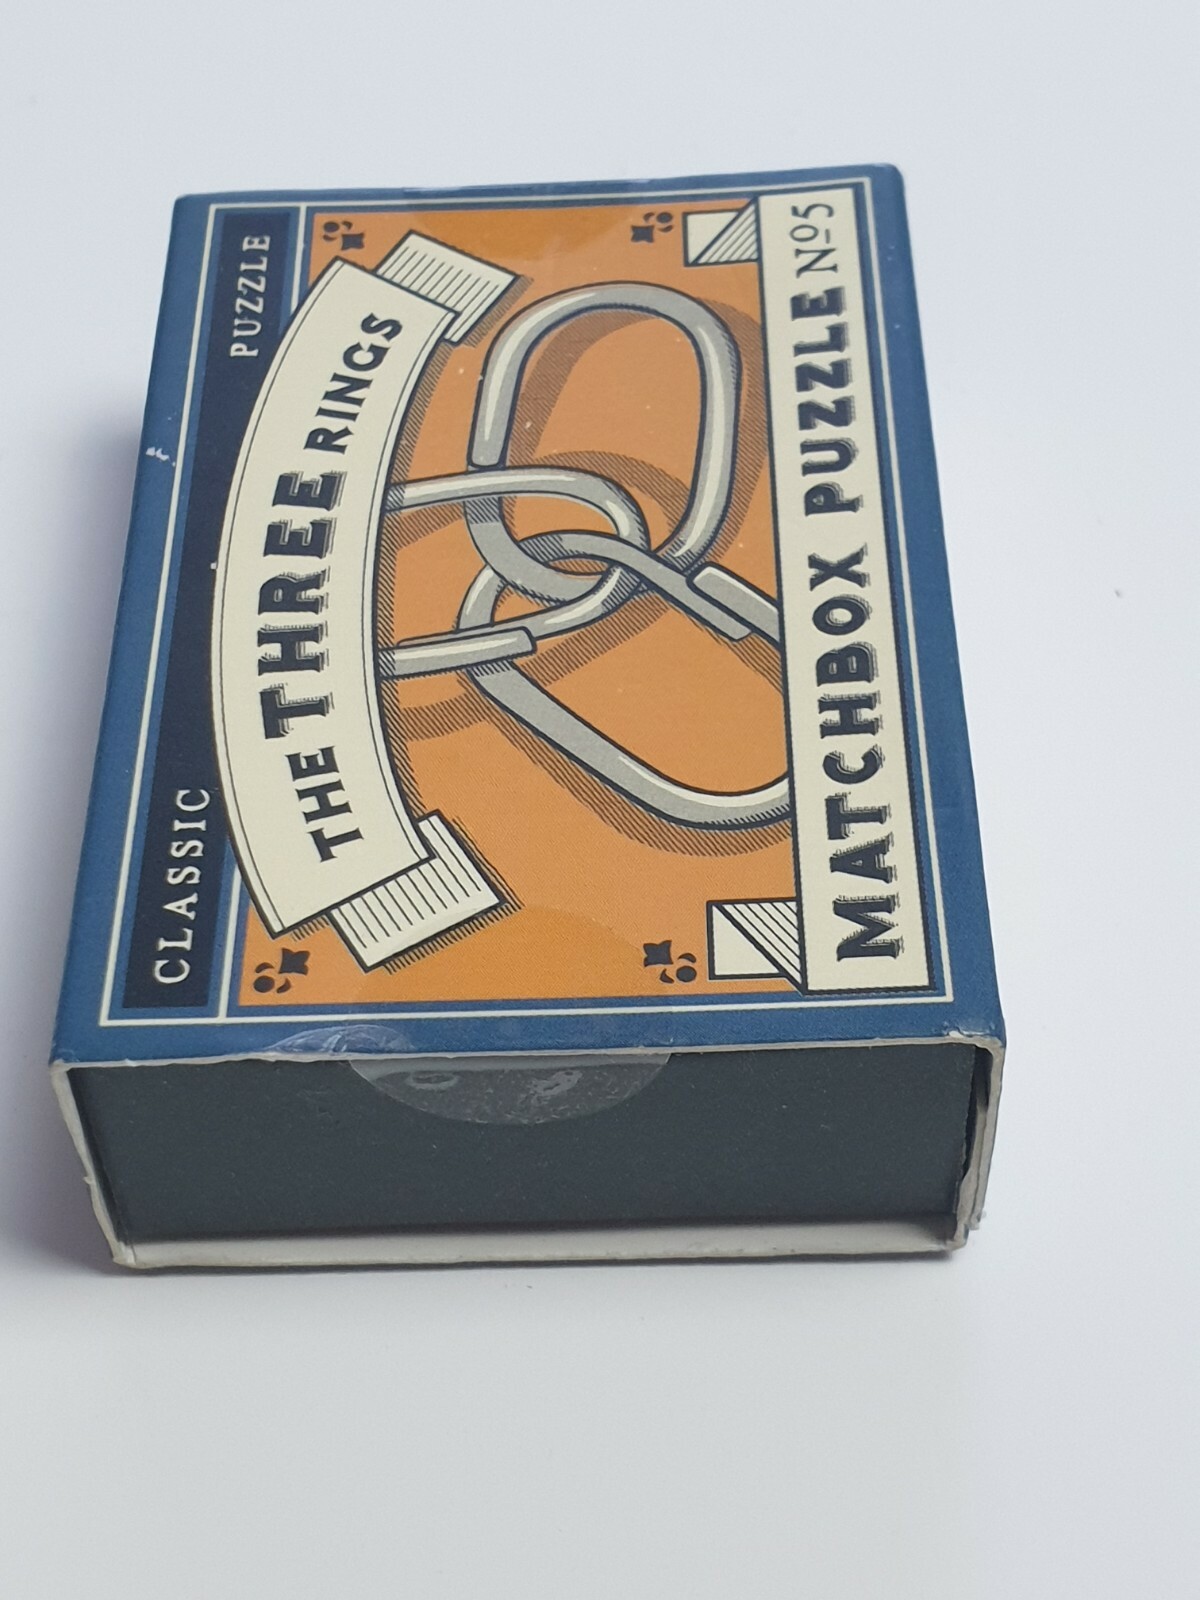 CLASSIC PUZZLE
THE THREE RINGS
MATCHBOX PUZZLE Nº5